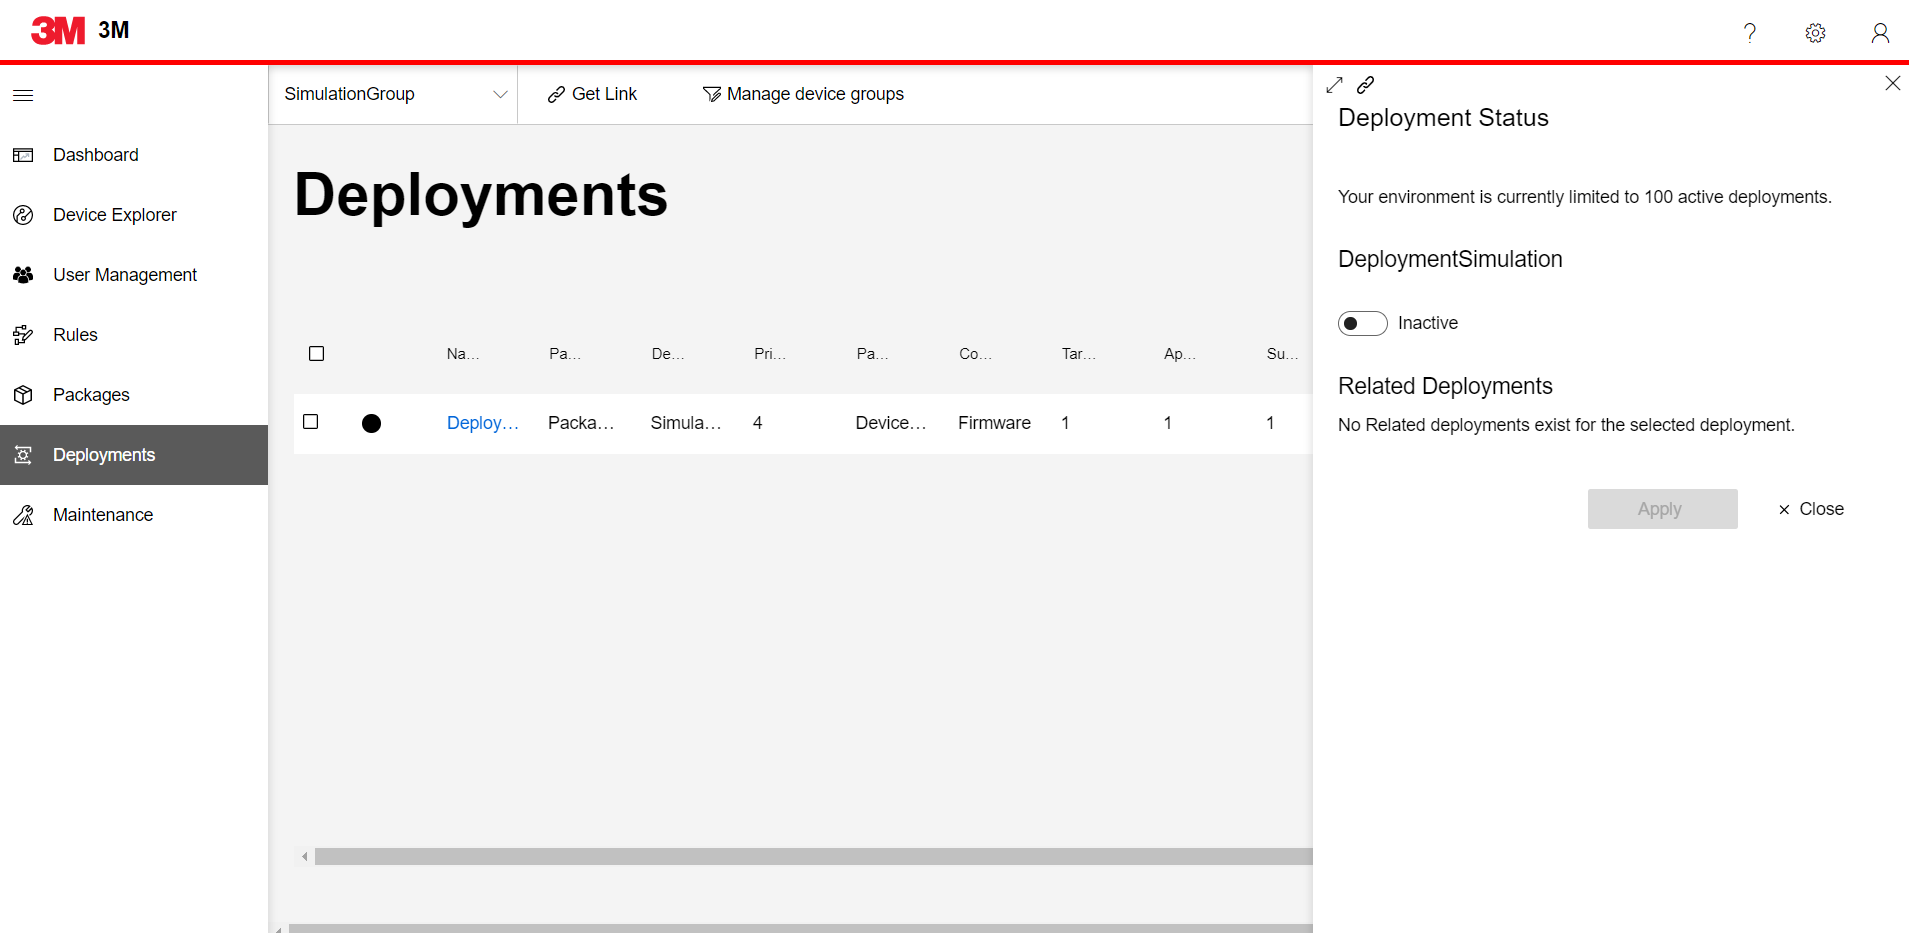 3M 3M
?
SimulationGroup
Get Link
Manage device groups
Dashboard
Device Explorer
User Management
Rules
Packages
Deployments
Maintenance
Deployments
Na... Pa... De... Pri... Pa... Co... Tar... Ap... Su...
Deploy... Packa... Simula... 4 Device... Firmware 1 1 1
Deployment Status
Your environment is currently limited to 100 active deployments.
DeploymentSimulation
Inactive
Related Deployments
No Related deployments exist for the selected deployment.
Apply
Close